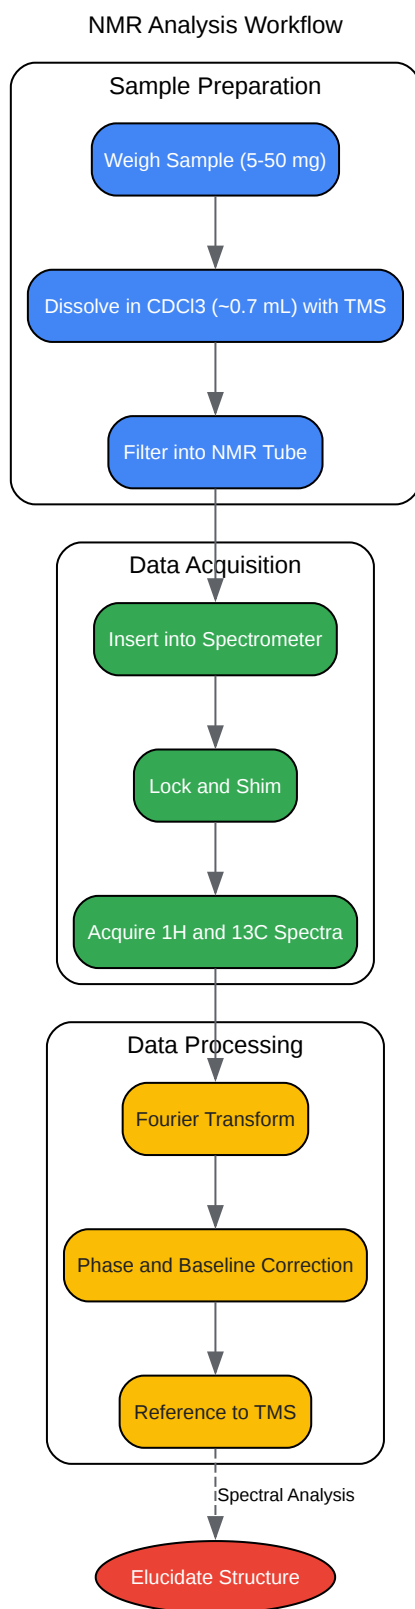 NMR Analysis Workflow
Sample Preparation
Weigh Sample (5-50 mg)
Dissolve in CDCl3 (~0.7 mL) with TMS
Filter into NMR Tube
Data Acquisition
Insert into Spectrometer
Lock and Shim
Acquire 1H and 13C Spectra
Data Processing
Fourier Transform
Phase and Baseline Correction
Reference to TMS
Spectral Analysis
Elucidate Structure